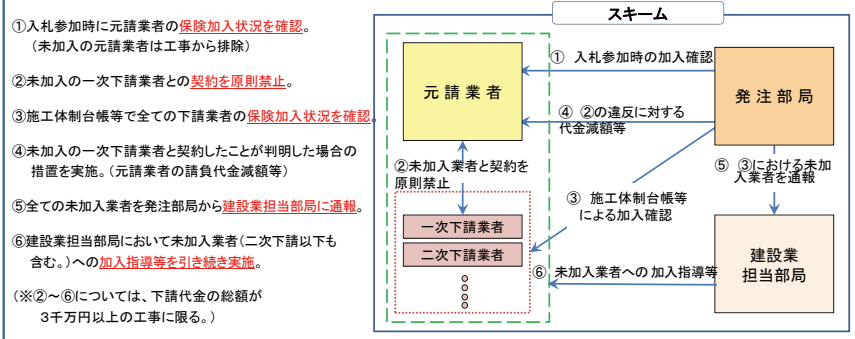 スキーム
①入札参加時に元請業者の保険加入状況を確認。
(未加入の元請業者は工事から排除)
②未加入の一次下請業者との契約を原則禁止。
③施工体制台帳等で全ての下請業者の保険加入状況を確認。
④未加入の一次下請業者と契約したことが判明した場合の
措置を実施。(元請業者の請負代金減額等)
⑤全ての未加入業者を発注部局から建設業担当部局に通報。
⑥建設業担当部局において未加入業者(二次下請以下も
含む。)への加入指導等を引き続き実施。
(※②～⑥については、下請代金の総額が
3千万円以上の工事に限る。)
元請業者
① 入札参加時の加入確認
発注部局
④ ②の違反に対する
代金減額等
②未加入業者と契約を
原則禁止
⑤ ③における未加
入業者を通報
③ 施工体制台帳等
による加入確認
一次下請業者
二次下請業者
⑥ 未加入業者への加入指導等
建設業
担当部局